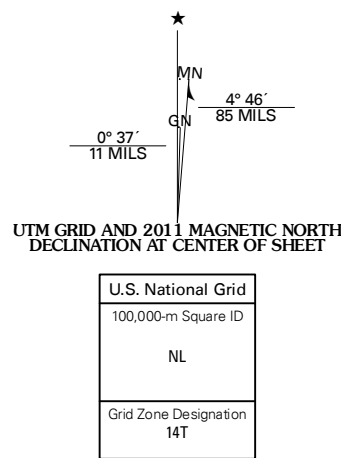 ★
MN
GN
4° 46´
85 MILS
0° 37´
11 MILS
UTM GRID AND 2011 MAGNETIC NORTH
DECLINATION AT CENTER OF SHEET
U.S. National Grid
100,000-m Square ID
NL
Grid Zone Designation
14T